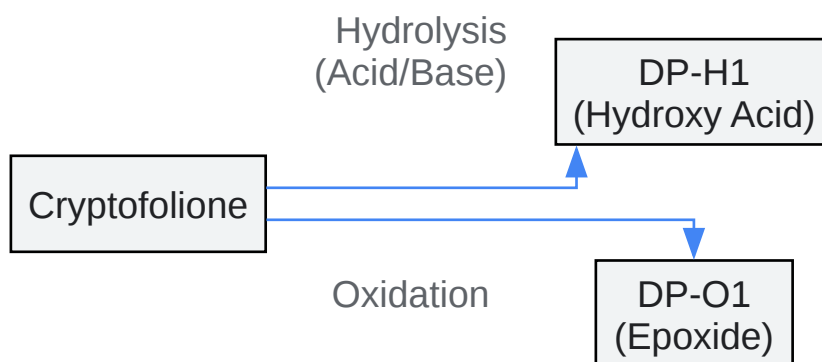 Hydrolysis
(Acid/Base)
DP-H1
(Hydroxy Acid)
Cryptofolione
Oxidation
DP-O1
(Epoxide)